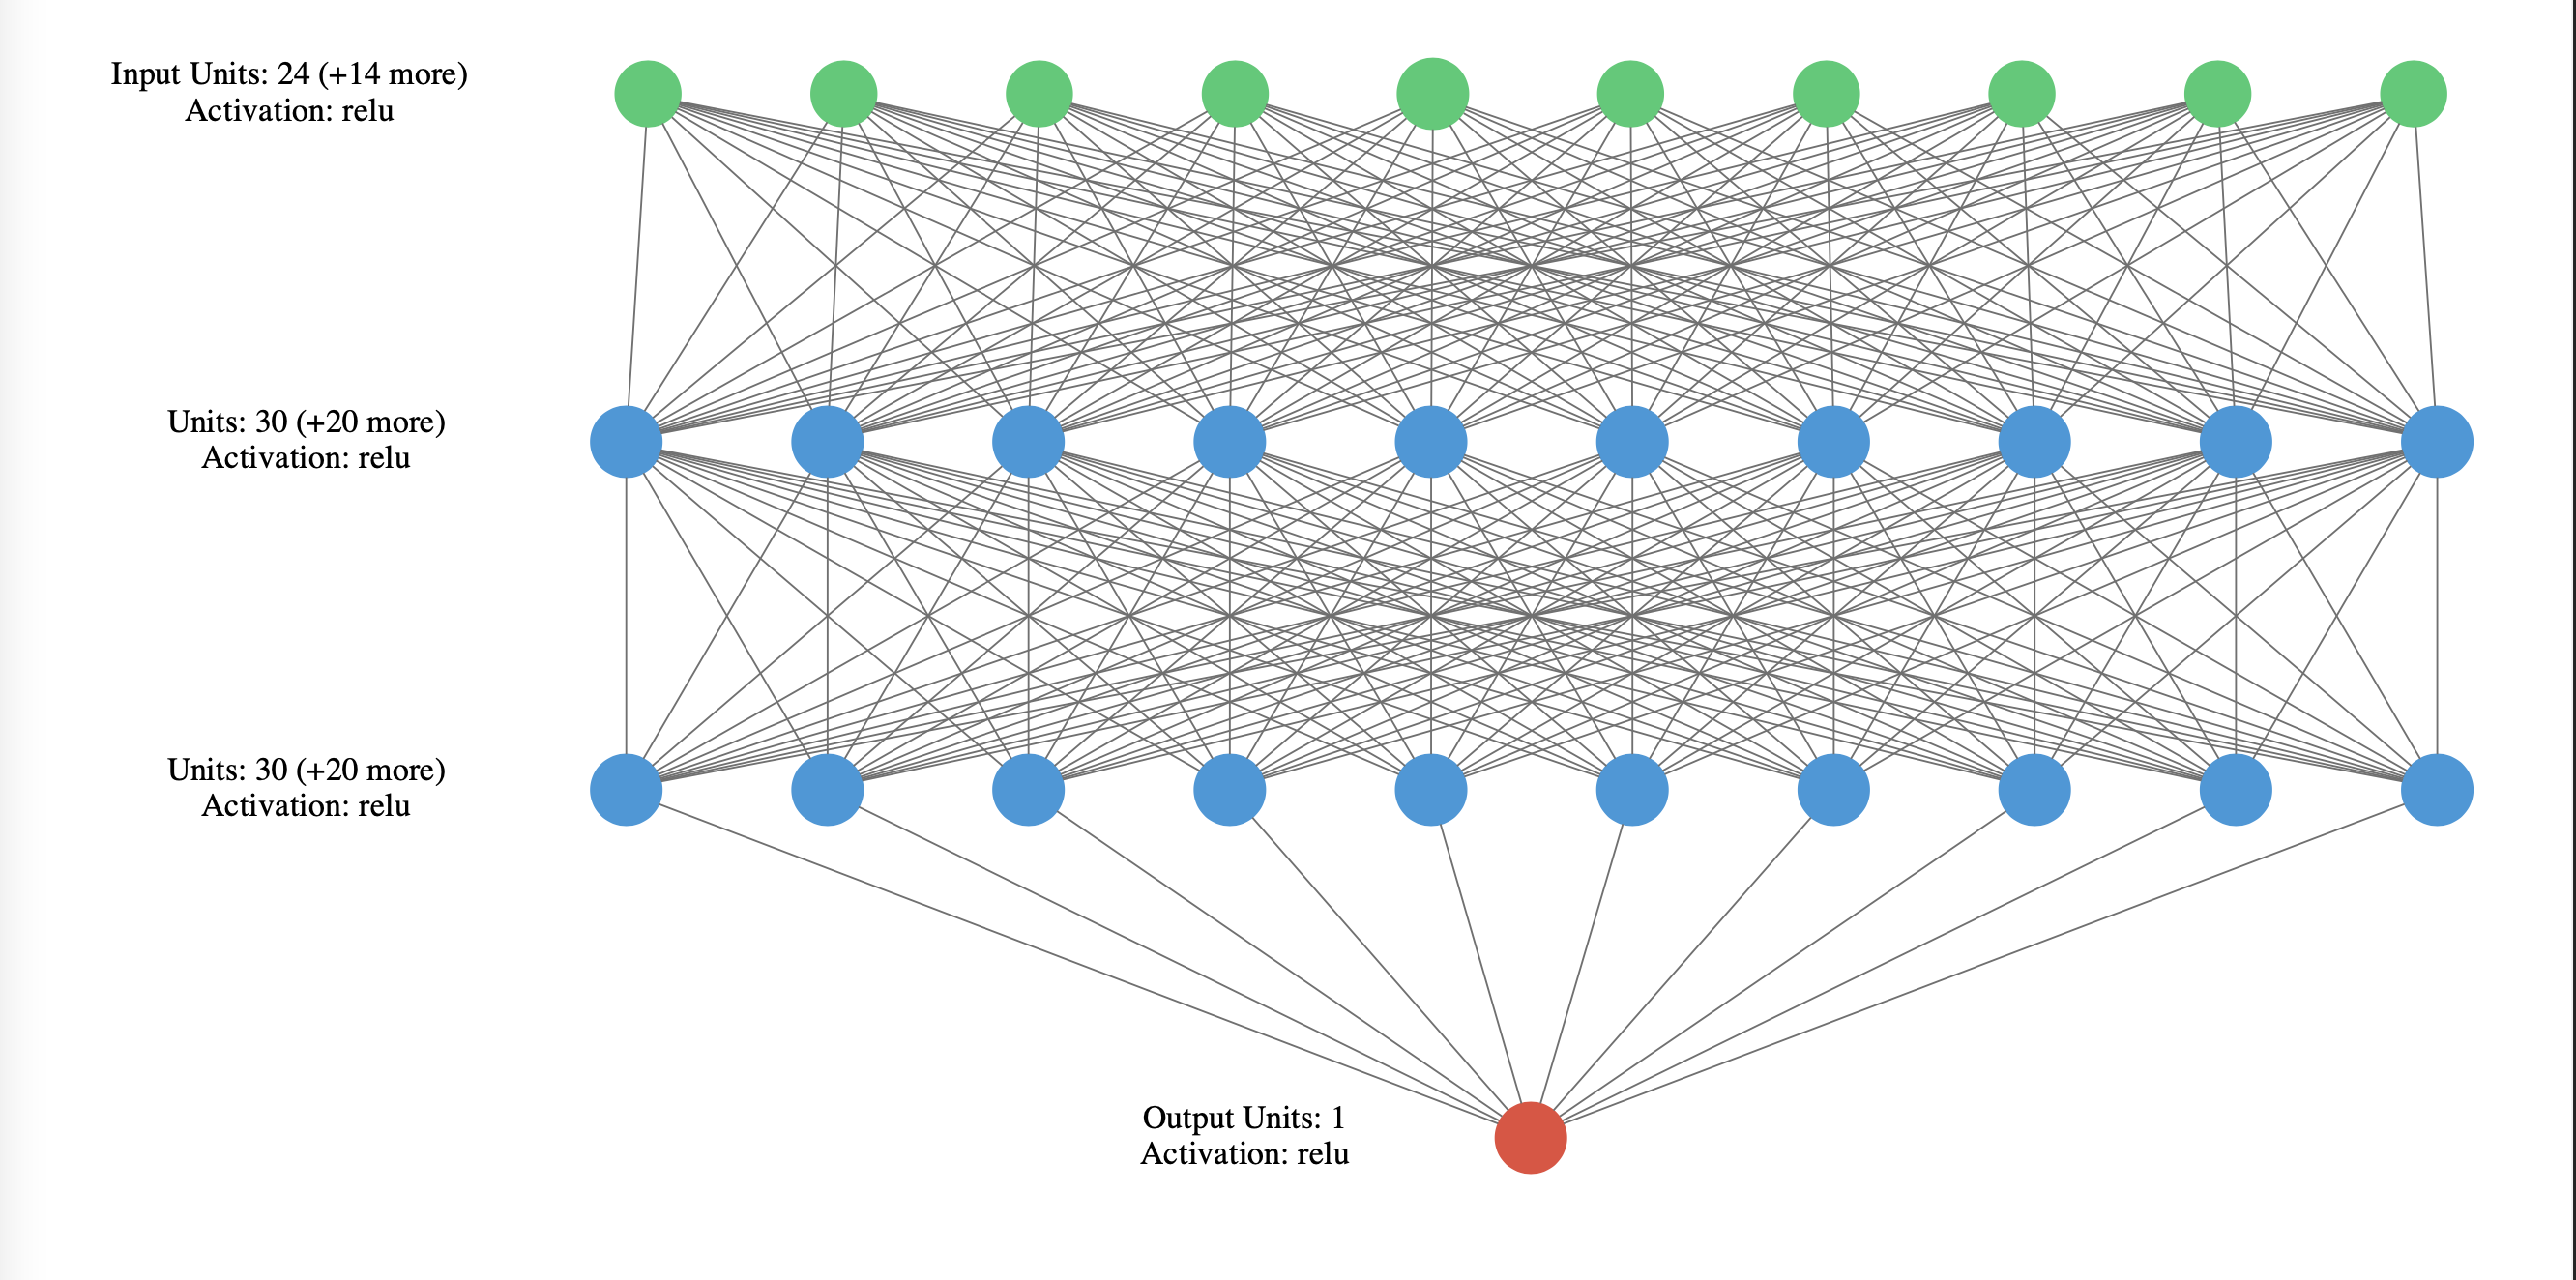 Input Units: 24 (+14 more)
Activation: relu
Units: 30 (+20 more)
Activation: relu
Units: 30 (+20 more)
Activation: relu
Output Units: 1
Activation: relu